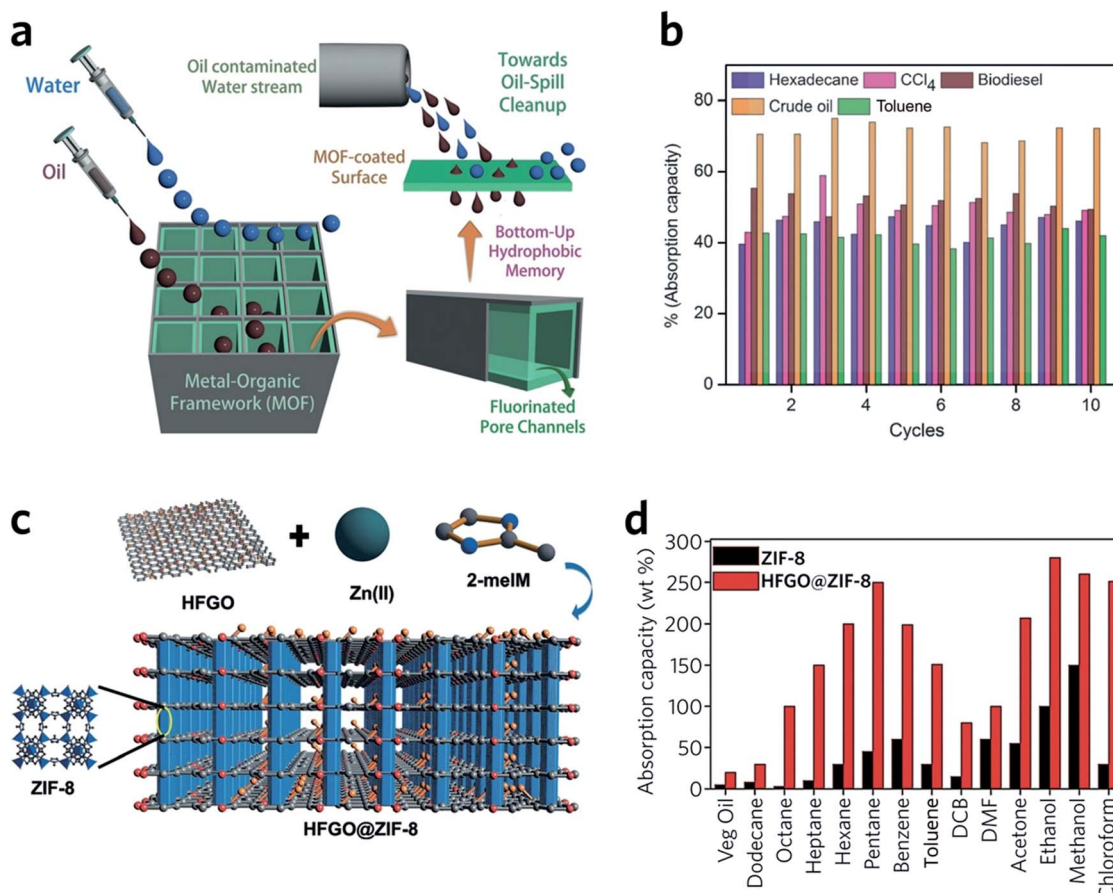 a
Water
Oil
Oil contaminated
Water stream
Towards
Oil-Spill
Cleanup
MOF-coated
Surface
Bottom-Up
Hydrophobic
Memory
Metal-Organic
Framework (MOF)
Fluorinated
Pore Channels
b
Hexadecane CCl4 Biodiesel
Crude oil Toluene
% (Absorption capacity)
80
60
40
20
0
2 4 6 8 10
Cycles
c
HFGO
+
Zn(II)
2-meIM
ZIF-8
HFGO@ZIF-8
d
ZIF-8
HFGO@ZIF-8
Absorption capacity (wt %)
300
250
200
150
100
50
0
Veg Oil
Dodecane
Octane
Heptane
Hexane
Pentane
Benzene
Toluene
DCB
DMF
Acetone
Ethanol
Methanol
Chloroform